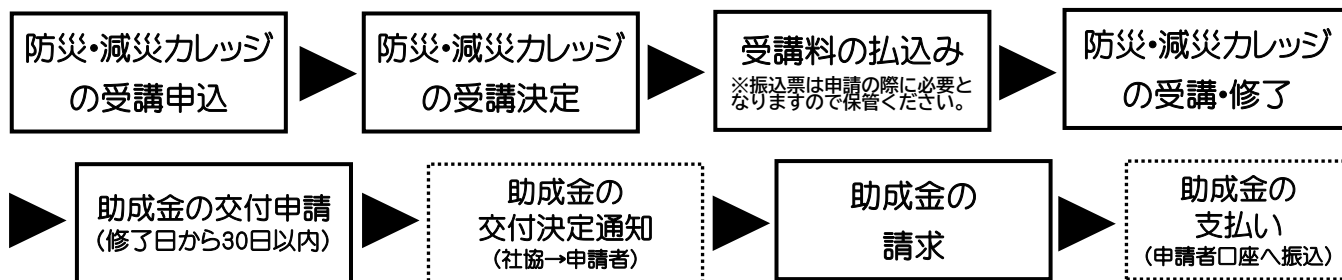 防災・減災カレッジ
の受講申込
防災・減災カレッジ
の受講決定
受講料の払込み
※振込票は申請の際に必要と
なりますので保管ください。
防災・減災カレッジ
の受講・修了
助成金の交付申請
(修了日から30日以内)
助成金の
交付決定通知
(社協→申請者)
助成金の
請求
助成金の
支払い
(申請者口座へ振込)